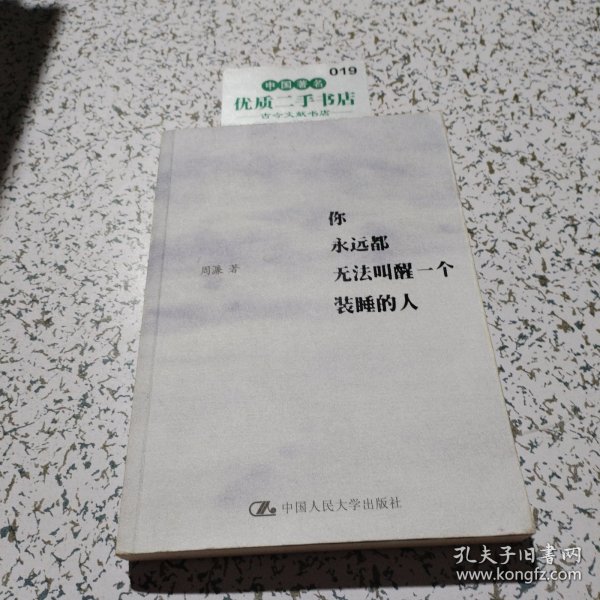 019
中国著名
优质二手书店
古今文献书店
你
永远都
无法叫醒一个
装睡的人
周濂 著
中国人民大学出版社
孔夫子旧书网
www.kongfz.com